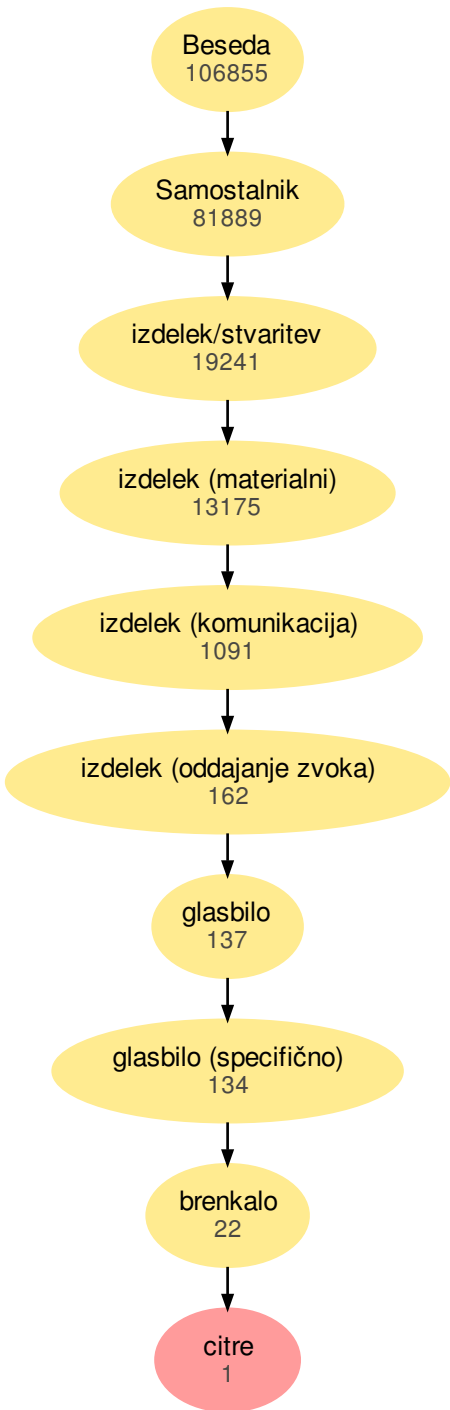 Beseda
106855
Samostalnik
81889
izdelek/stvaritev
19241
izdelek (materialni)
13175
izdelek (komunikacija)
1091
izdelek (oddajanje zvoka)
162
glasbilo
137
glasbilo (specifično)
134
brenkalo
22
citre
1